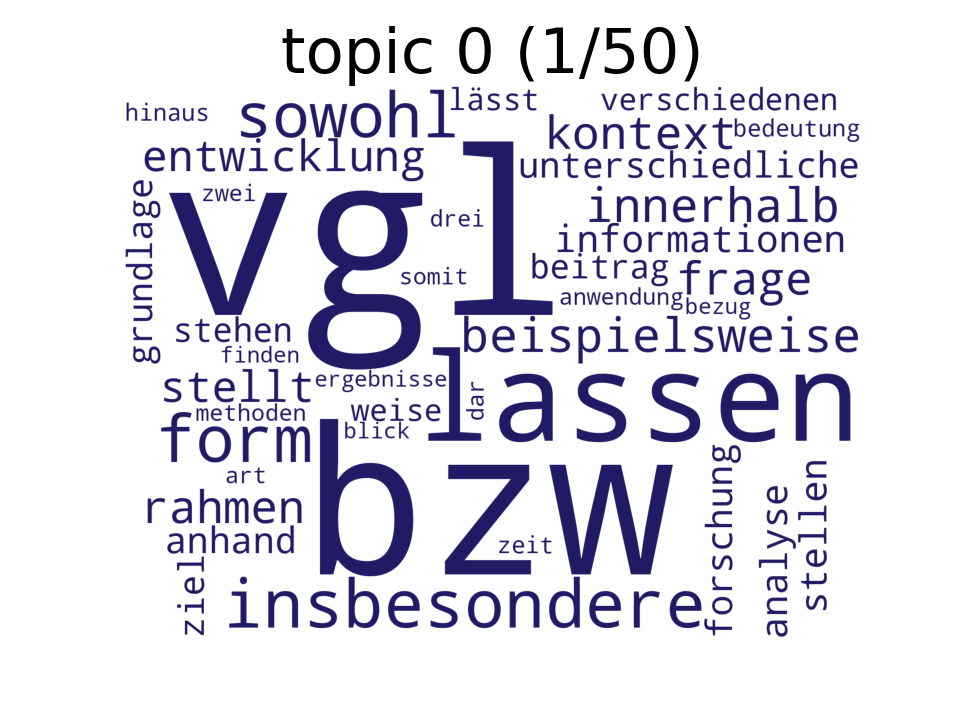 topic 0 (1/50)
hinaus
sowohl
lässt
verschiedenen
kontext
bedeutung
entwicklung
unterschiedliche
grundlage
zwei
vgl
drei
innerhalb
informationen
somit
beitrag
frage
anwendung
bezug
stehen
beispielsweise
finden
stellt
ergebnisse
lassen
dar
methoden
weise
form
blick
bzw
art
rahmen
anhand
zeit
forschung
analyse
stellen
ziel
insbesondere